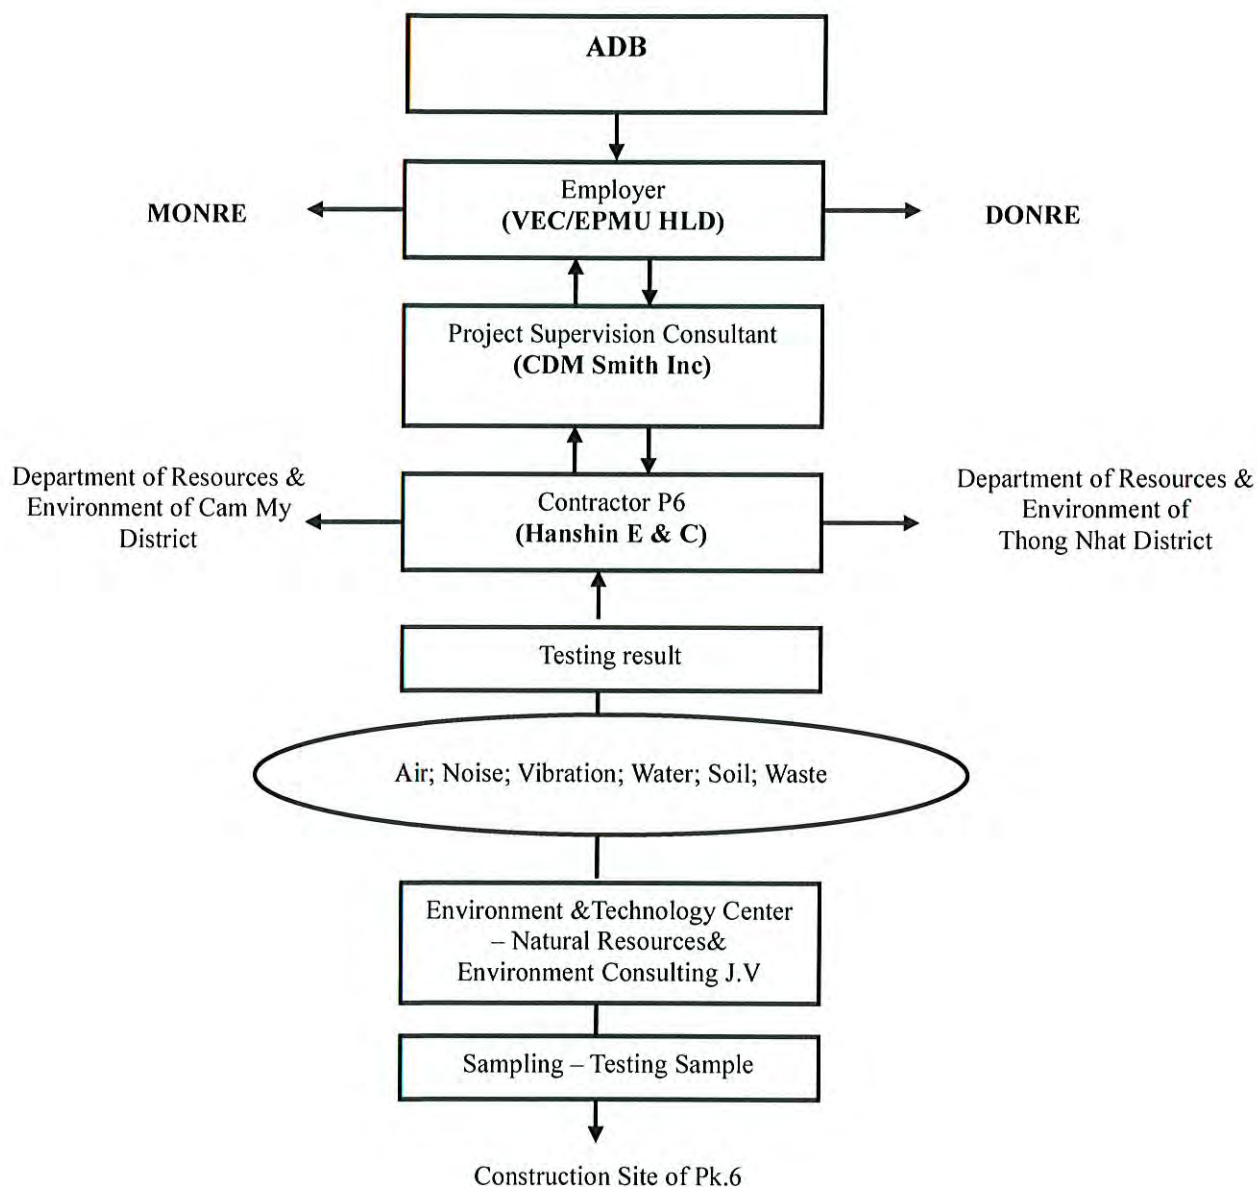 ADB
Employer
(VEC/EPMU HLD)
MONRE
DONRE
Project Supervision Consultant
(CDM Smith Inc)
Department of Resources &
Environment of Cam My
District
Contractor P6
(Hanshin E & C)
Department of Resources &
Environment of
Thong Nhat District
Testing result
Air; Noise; Vibration; Water; Soil; Waste
Environment &Technology Center
– Natural Resources&
Environment Consulting J.V
Sampling – Testing Sample
Construction Site of Pk.6